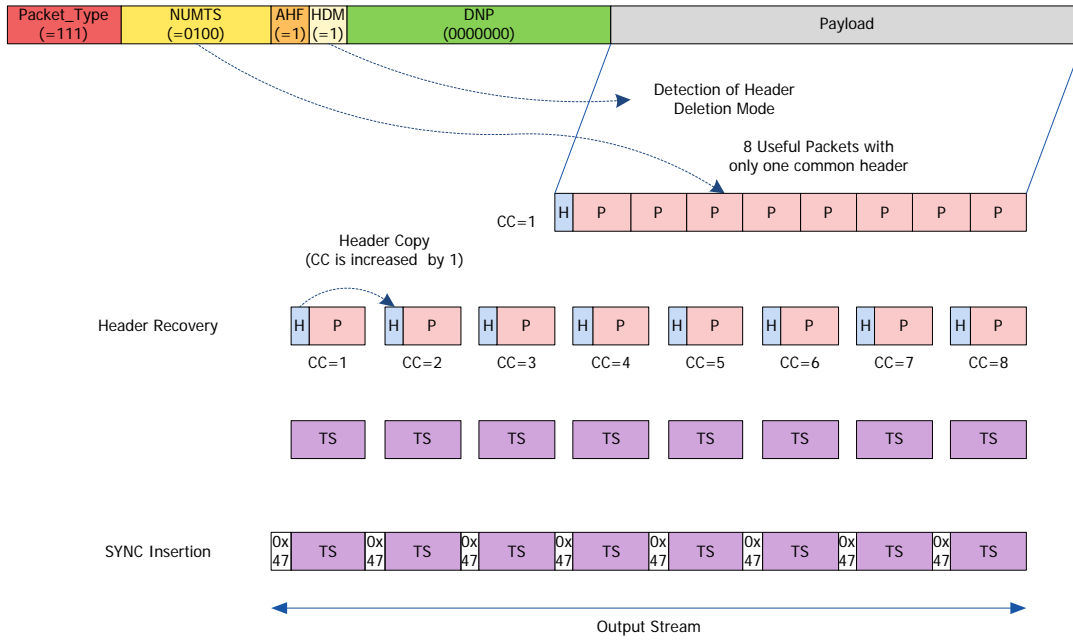 Packet_Type
(=111)
NUMTS
(=0100)
AHF
(=1)
HDM
(=1)
DNP
(0000000)
Payload
Detection of Header
Deletion Mode
8 Useful Packets with
only one common header
CC=1
H P P P P P P P P
Header Copy
(CC is increased by 1)
Header Recovery
H P H P H P H P H P H P H P H P
CC=1 CC=2 CC=3 CC=4 CC=5 CC=6 CC=7 CC=8
TS TS TS TS TS TS TS TS
SYNC Insertion
0x
47
TS
0x
47
TS
0x
47
TS
0x
47
TS
0x
47
TS
0x
47
TS
0x
47
TS
0x
47
TS
Output Stream